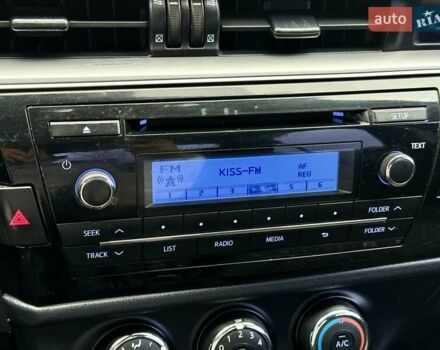 auto RIA
SETUP
FM KISS-FM AF
REG
1 2 3 5 6
TEXT
SEEK
TRACK
LIST RADIO MEDIA
FOLDER
FOLDER
A/C